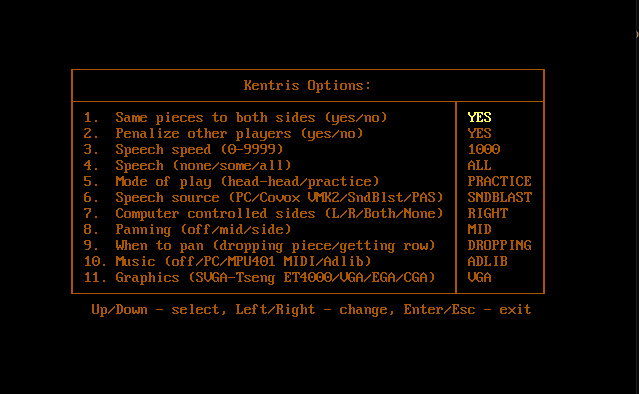 Kentris Options:
1. Same pieces to both sides (yes/no) YES
2. Penalize other players (yes/no) YES
3. Speech speed (0-9999) 1000
4. Speech (none/some/all) ALL
5. Mode of play (head-head/practice) PRACTICE
6. Speech source (PC/Covox VMK2/SndBlst/PAS) SNDBLAST
7. Computer controlled sides (L/R/Both/None) RIGHT
8. Panning (off/mid/side) MID
9. When to pan (dropping piece/getting row) DROPPING
10. Music (off/PC/MPU401 MIDI/Adlib) ADLIB
11. Graphics (SVGA-Tseng ET4000/VGA/EGA/CGA) VGA
Up/Down - select, Left/Right - change, Enter/Esc - exit